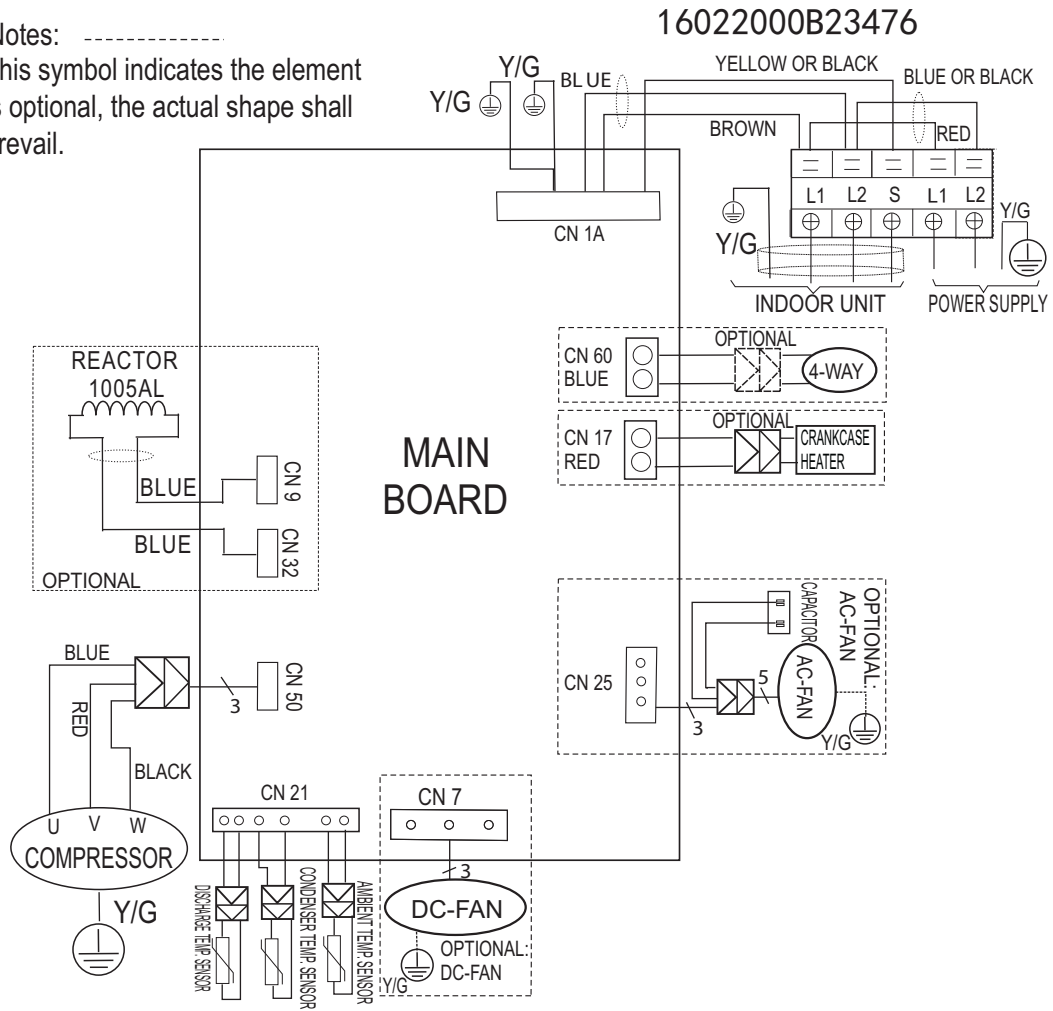 16022000B23476
Notes:
This symbol indicates the element
is optional, the actual shape shall
prevail.
Y/G
Y/G
BLUE
YELLOW OR BLACK
BLUE OR BLACK
BROWN
RED
CN 1A
L1 L2 S L1 L2
Y/G
Y/G
INDOOR UNIT
POWER SUPPLY
REACTOR
1005AL
BLUE
CN 9
BLUE
CN 32
OPTIONAL
MAIN
BOARD
OPTIONAL
CN 60
BLUE
4-WAY
OPTIONAL
CN 17
RED
CRANKCASE
HEATER
CN 25
3
CAPACITOR
5
AC-FAN
OPTIONAL:
AC-FAN
Y/G
BLUE
RED
BLACK
3
CN 50
U V W
COMPRESSOR
Y/G
CN 21
DISCHARGE TEMP. SENSOR
CONDENSER TEMP. SENSOR
AMBIENT TEMP. SENSOR
CN 7
3
DC-FAN
OPTIONAL:
DC-FAN
Y/G